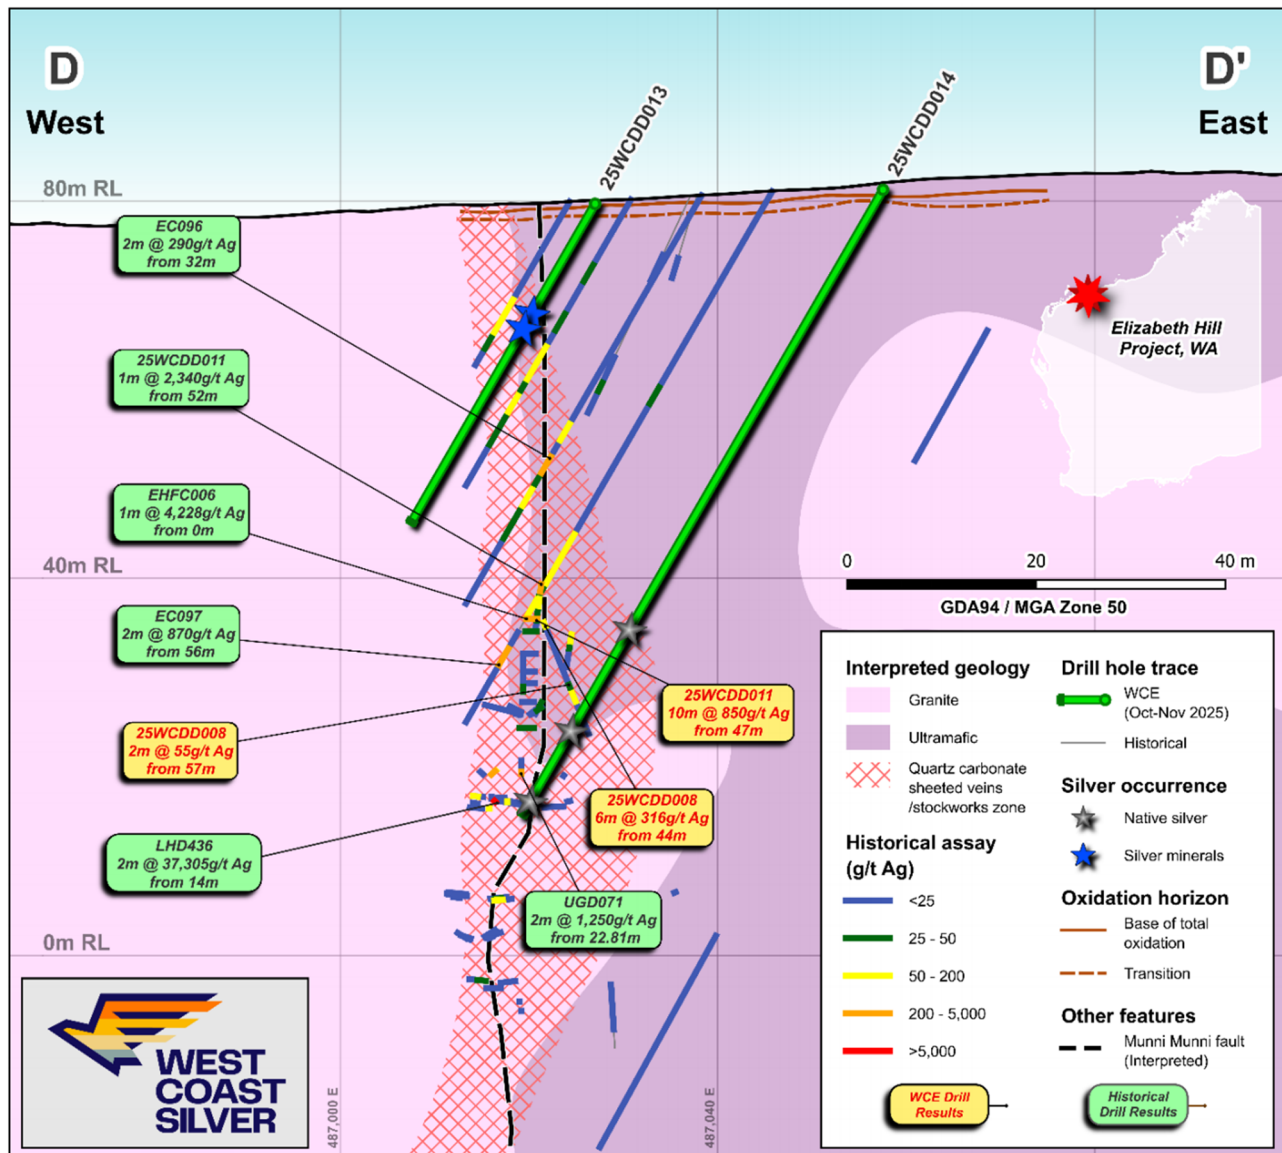 D
West
D'
East
25WCDD013
25WCDD014
80m RL
EC096
2m @ 290g/t Ag
from 32m
25WCDD011
1m @ 2,340g/t Ag
from 52m
EHFC006
1m @ 4,228g/t Ag
from 0m
EC097
2m @ 870g/t Ag
from 56m
25WCDD008
2m @ 55g/t Ag
from 57m
LHD436
2m @ 37,305g/t Ag
from 14m
40m RL
0m RL
25WCDD011
10m @ 850g/t Ag
from 47m
25WCDD008
6m @ 316g/t Ag
from 44m
UGD071
2m @ 1,250g/t Ag
from 22.81m
Elizabeth Hill
Project, WA
0 20 40 m
GDA94 / MGA Zone 50
Interpreted geology
Granite
Ultramafic
Quartz carbonate
sheeted veins
/stockworks zone
Historical assay
(g/t Ag)
<25
25 - 50
50 - 200
200 - 5,000
>5,000
WCE Drill
Results
Drill hole trace
WCE
(Oct-Nov 2025)
Historical
Silver occurrence
Native silver
Silver minerals
Oxidation horizon
Base of total
oxidation
Transition
Other features
Munni Munni fault
(Interpreted)
Historical
Drill Results
WEST
COAST
SILVER
487,000 E
487,040 E